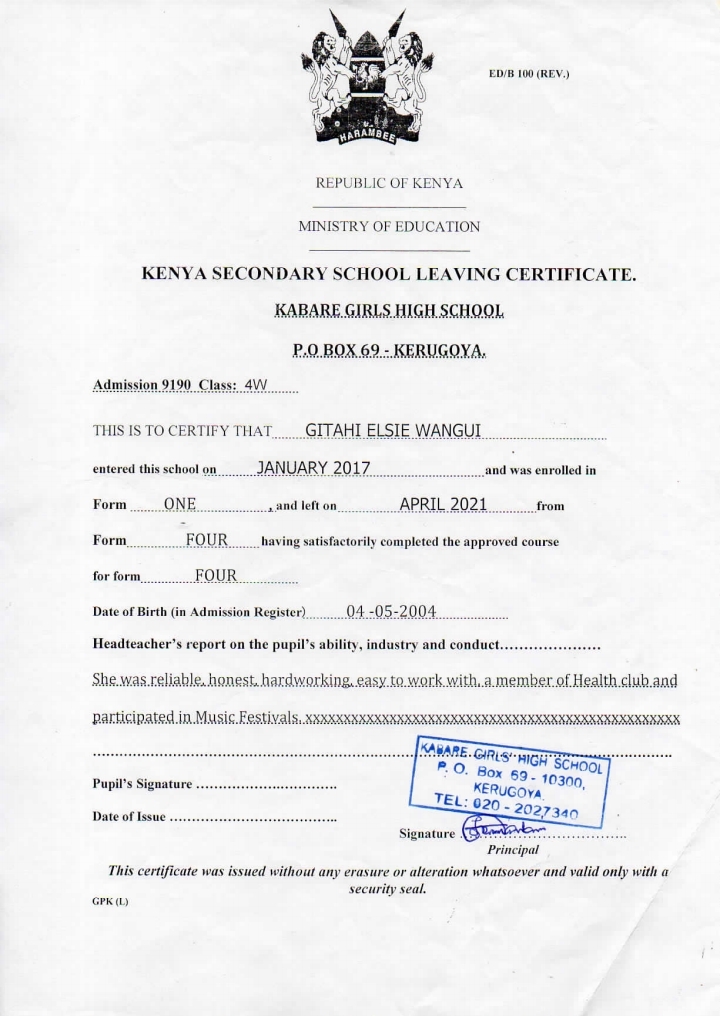 HARAMBEE
ED/B 100 (REV.)
REPUBLIC OF KENYA
MINISTRY OF EDUCATION
KENYA SECONDARY SCHOOL LEAVING CERTIFICATE.
KABARE GIRLS HIGH SCHOOL
P.O BOX 69 - KERUGOYA.
Admission 9190 Class: 4W
THIS IS TO CERTIFY THAT GITAHI ELSIE WANGUI
entered this school on JANUARY 2017 and was enrolled in
Form ONE , and left on APRIL 2021 from
Form FOUR having satisfactorily completed the approved course
for form FOUR
Date of Birth (in Admission Register) 04 -05-2004
Headteacher's report on the pupil's ability, industry and conduct.....................
She was reliable, honest, hardworking, easy to work with, a member of Health club and
participated in Music Festivals. xxxxxxxxxxxxxxxxxxxxxxxxxxxxxxxxxxxxxxxxxxxxxxxxx
KABARE GIRLS' HIGH SCHOOL
P. O. Box 69 - 10300,
KERUGOYA.
TEL: 020 - 2027340
Pupil's Signature ..................................
Date of Issue ........................................
Signature
Principal
This certificate was issued without any erasure or alteration whatsoever and valid only with a
security seal.
GPK (L)